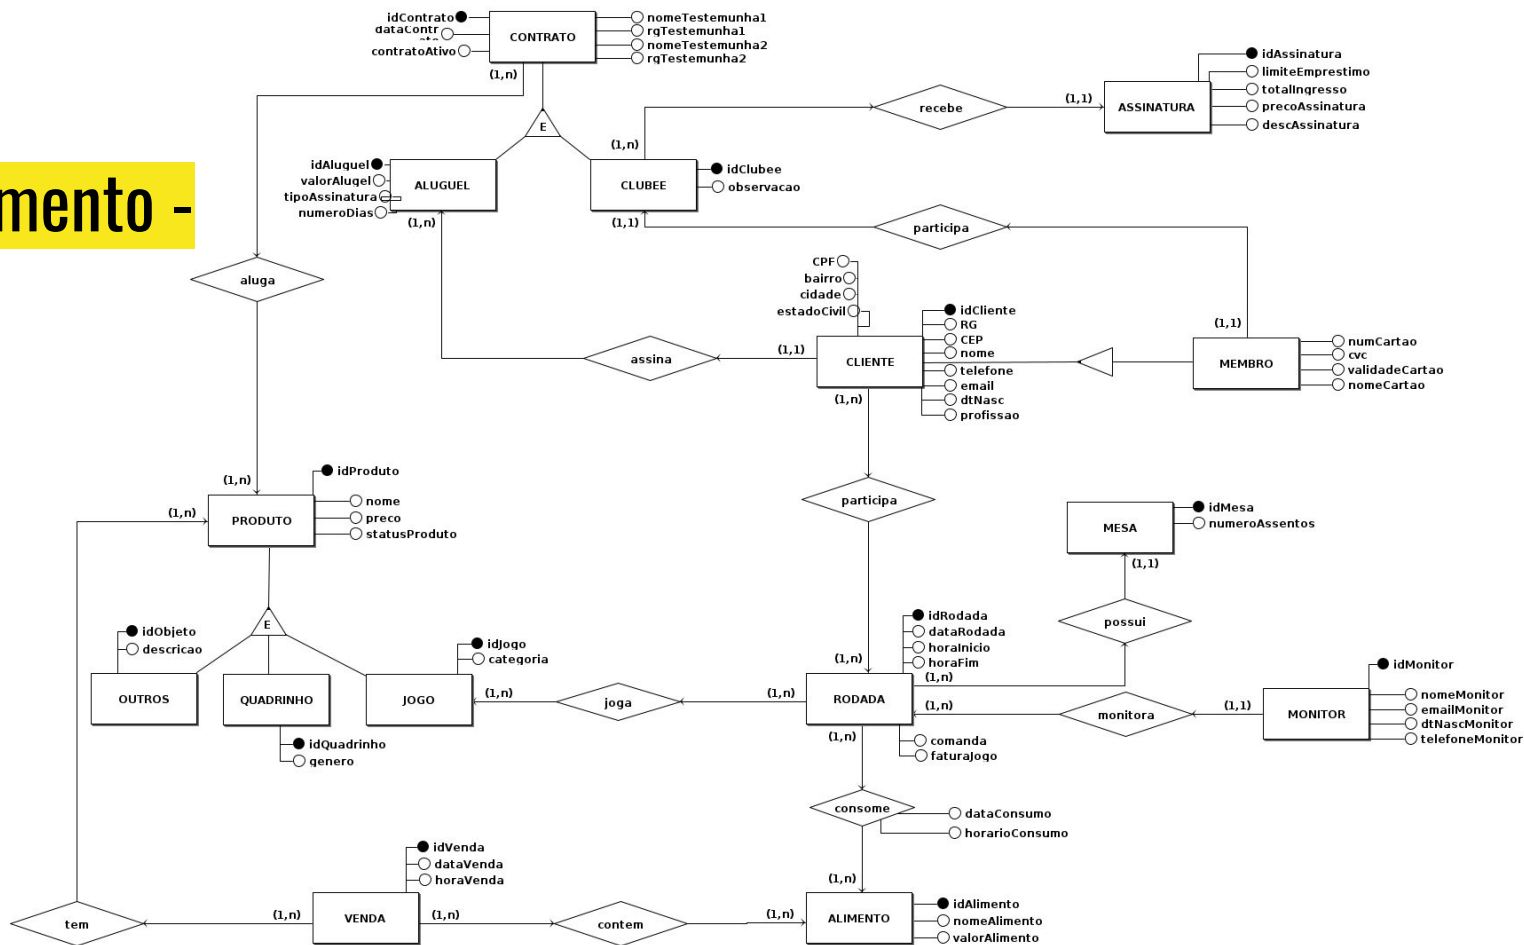 idContrato
dataContr
ato
contratoAtivo
CONTRATO
nomeTestemunha1
rgTestemunha1
nomeTestemunha2
rgTestemunha2
(1,n)
E
idAssinatura
limiteEmprestimo
totalIngresso
precoAssinatura
descAssinatura
ASSINATURA
(1,1)
recebe
(1,n)
idAluguel
valorAlugel
tipoAssinatura
numeroDias
ALUGUEL
(1,n)
CLUBEE
idClubee
observacao
(1,1)
mento -
participa
aluga
CPF
bairro
cidade
estadoCivil
idCliente
RG
CEP
nome
telefone
email
dtNasc
profissao
CLIENTE
(1,1)
assina
(1,n)
(1,1)
MEMBRO
numCartao
cvc
validadeCartao
nomeCartao
participa
(1,n)
idProduto
nome
preco
statusProduto
PRODUTO
(1,n)
E
MESA
idMesa
numeroAssentos
(1,1)
possui
idObjeto
descricao
OUTROS
QUADRINHO
idQuadrinho
genero
idJogo
categoria
JOGO
(1,n)
joga
(1,n)
idRodada
dataRodada
horaInicio
horaFim
(1,n)
RODADA
(1,n)
(1,n)
monitora
(1,1)
MONITOR
idMonitor
nomeMonitor
emailMonitor
dtNascMonitor
telefoneMonitor
comanda
faturaJogo
(1,n)
consome
dataConsumo
horarioConsumo
(1,n)
idVenda
dataVenda
horaVenda
tem
(1,n)
VENDA
(1,n)
contem
(1,n)
ALIMENTO
idAlimento
nomeAlimento
valorAlimento